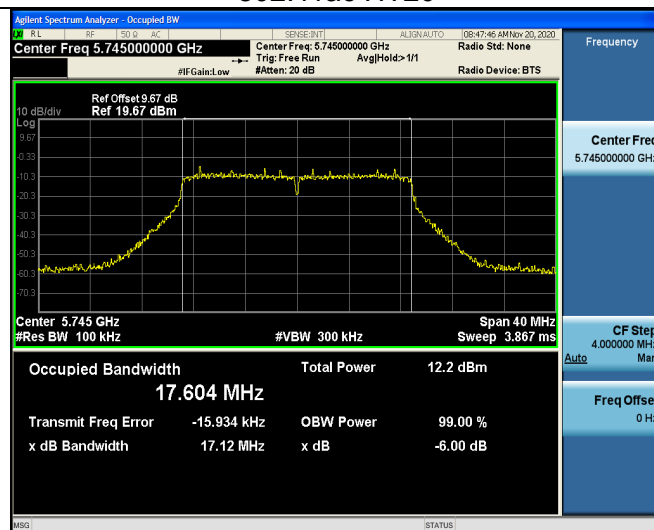 Agilent Spectrum Analyzer - Occupied BW
LXI RL RF 50 Ω AC SENSE:INT ALIGN AUTO 08:47:46 AM Nov 20, 2020
Center Freq 5.745000000 GHz
Center Freq: 5.745000000 GHz
Radio Std: None
Trig: Free Run Avg|Hold:>1/1
#IFGain:Low #Atten: 20 dB Radio Device: BTS
Ref Offset 9.67 dB
10 dB/div Ref 19.67 dBm
Log
9.67
-0.33
-10.3
-20.3
-30.3
-40.3
-50.3
-60.3
-70.3
Center 5.745 GHz Span 40 MHz
#Res BW 100 kHz #VBW 300 kHz Sweep 3.867 ms
Occupied Bandwidth Total Power 12.2 dBm
17.604 MHz
Transmit Freq Error -15.934 kHz OBW Power 99.00 %
x dB Bandwidth 17.12 MHz x dB -6.00 dB
MSG STATUS
Frequency
Center Freq
5.745000000 GHz
CF Step
4.000000 MHz
Auto Man
Freq Offse
0 Hz